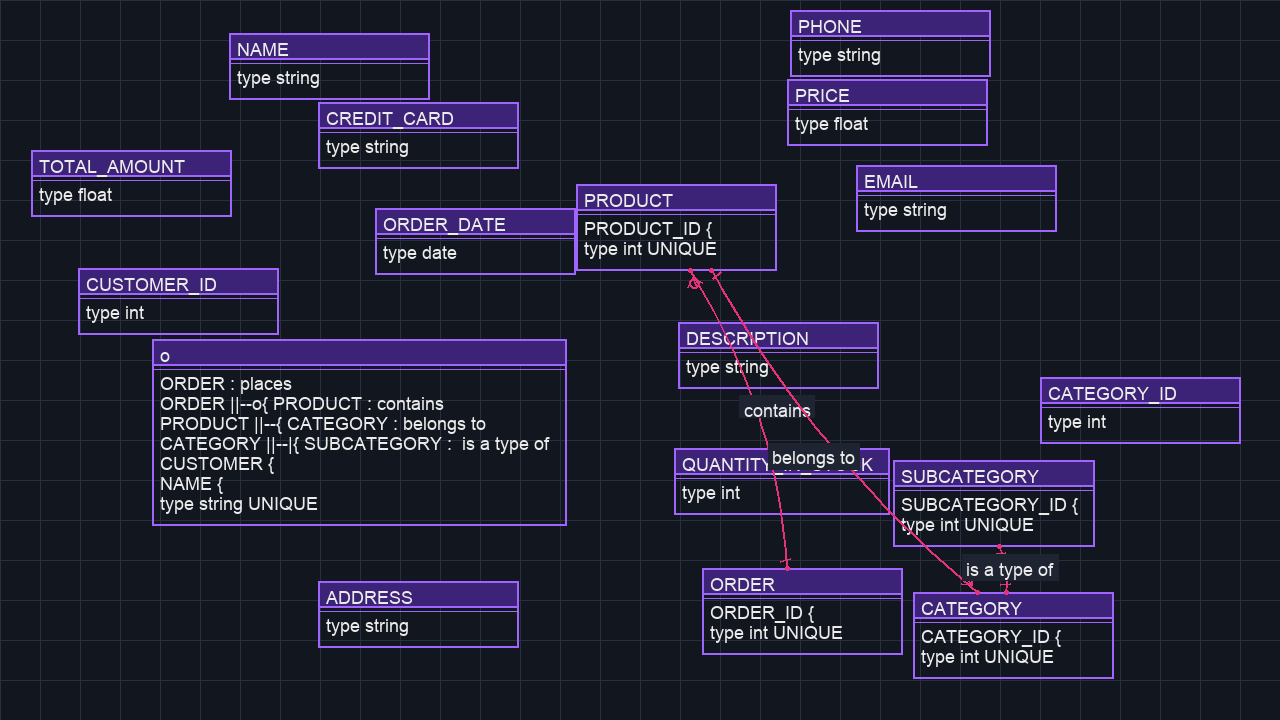 PHONE
type string
NAME
type string
PRICE
type float
CREDIT_CARD
type string
TOTAL_AMOUNT
type float
EMAIL
type string
PRODUCT
PRODUCT_ID {
type int UNIQUE
ORDER_DATE
type date
CUSTOMER_ID
type int
DESCRIPTION
type string
o
ORDER : places
ORDER ||--o{ PRODUCT : contains
PRODUCT ||--{ CATEGORY : belongs to
CATEGORY ||--|{ SUBCATEGORY :  is a type of
CUSTOMER {
NAME {
type string UNIQUE
CATEGORY_ID
type int
contains
belongs to
QUANTITY_IN_STOCK
type int
SUBCATEGORY
SUBCATEGORY_ID {
type int UNIQUE
is a type of
ORDER
ORDER_ID {
type int UNIQUE
ADDRESS
type string
CATEGORY
CATEGORY_ID {
type int UNIQUE